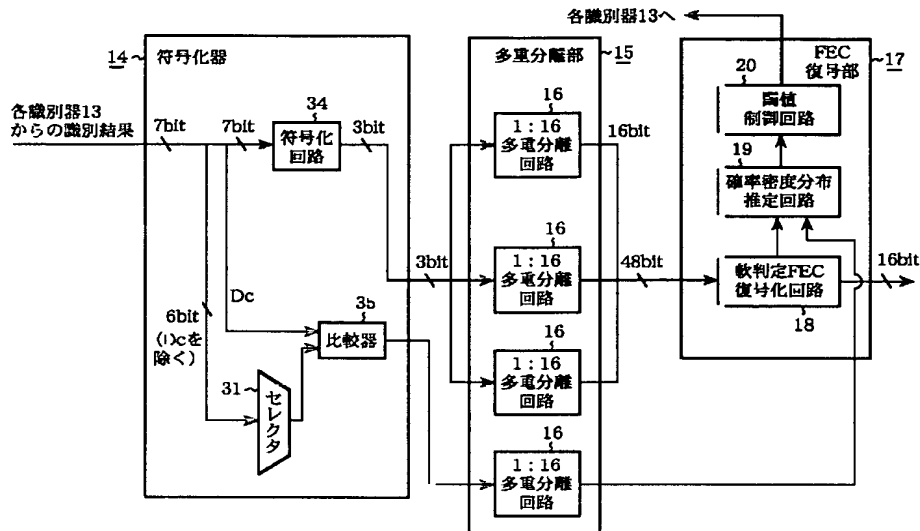 各識別器13へ
14
符号化器
多重分離部
15
FEC
復号部
17
各識別器13
からの識別結果
7bit
7bit
34
符号化
回路
3bit
16
1:16
多重分離
回路
16bit
20
閾値
制御回路
19
確率密度分布
推定回路
3bit
16
1:16
多重分離
回路
48bit
軟判定FEC
復号化回路
18
16bit
6bit
(Dcを
除く)
Dc
35
比較器
31
セレクタ
16
1:16
多重分離
回路
16
1:16
多重分離
回路